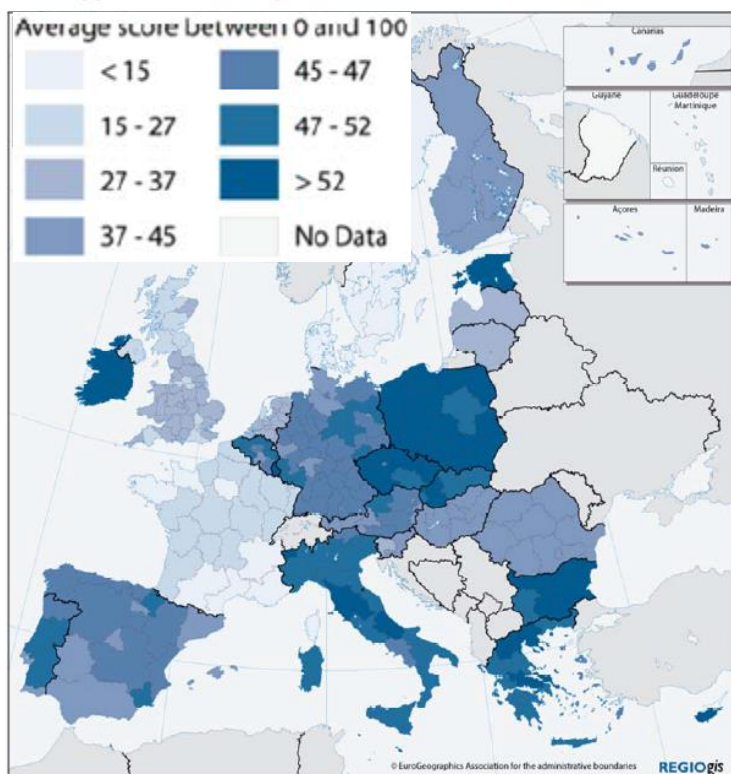 Average score between 0 and 100
< 15
45 - 47
15 - 27
47 - 52
27 - 37
> 52
37 - 45
No Data
Canarias
Guyane
Guadeloupe
Martinique
Réunion
Açores
Madeira
© EuroGeographics Association for the administrative boundaries
REGIOgis